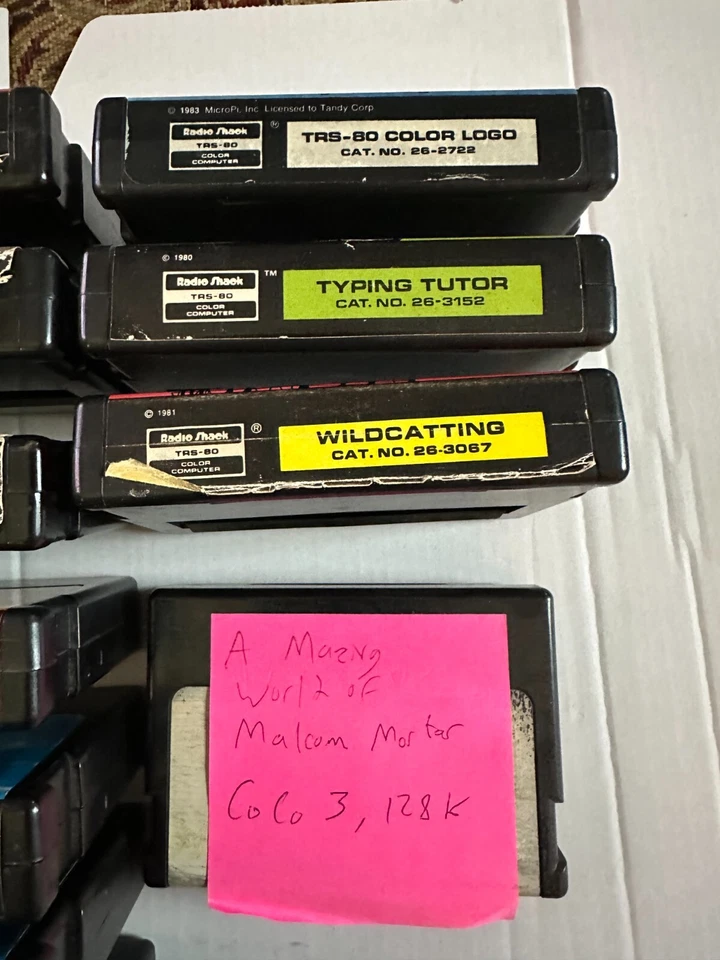 © 1983 MicroPi, Inc. Licensed to Tandy Corp.
Radio Shack ®
TRS-80
COLOR
COMPUTER
TRS-80 COLOR LOGO
CAT. NO. 26-2722
© 1980
Radio Shack ™
TRS-80
COLOR
COMPUTER
TYPING TUTOR
CAT. NO. 26-3152
© 1981
Radio Shack ®
TRS-80
COLOR
COMPUTER
WILDCATTING
CAT. NO. 26-3067
A Mazing
World of
Malcom Mortar
CoCo 3, 128K